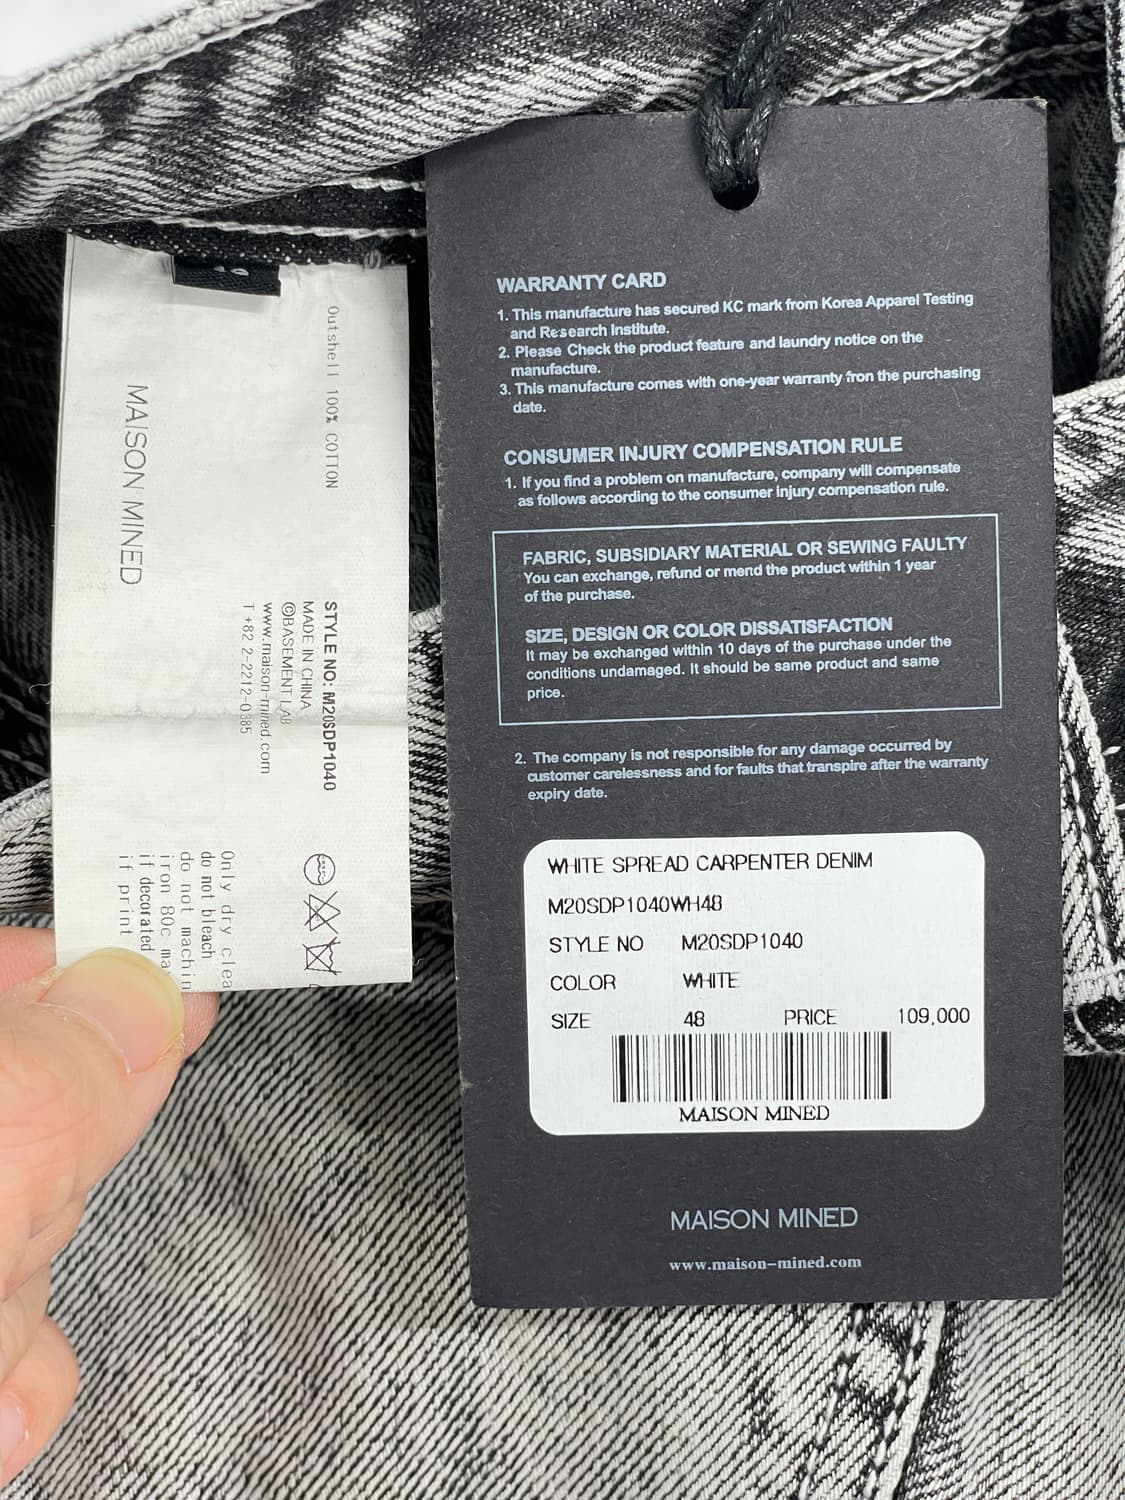 MAISON MINED
Outshell 100% COTTON
STYLE NO: M20SDP1040
MADE IN CHINA
©BASEMENT LAB
www.maison-mined.com
T +82 2-2212-0385
Only dry clea
do not bleach
do not machin
iron 80c ma
if decorated
if print
WARRANTY CARD
1. This manufacture has secured KC mark from Korea Apparel Testing
and Research Institute.
2. Please Check the product feature and laundry notice on the
manufacture.
3. This manufacture comes with one-year warranty fron the purchasing
date.
CONSUMER INJURY COMPENSATION RULE
1. If you find a problem on manufacture, company will compensate
as follows according to the consumer injury compensation rule.
FABRIC, SUBSIDIARY MATERIAL OR SEWING FAULTY
You can exchange, refund or mend the product within 1 year
of the purchase.
SIZE, DESIGN OR COLOR DISSATISFACTION
It may be exchanged within 10 days of the purchase under the
conditions undamaged. It should be same product and same
price.
2. The company is not responsible for any damage occurred by
customer carelessness and for faults that transpire after the warranty
expiry date.
WHITE SPREAD CARPENTER DENIM
M20SDP1040WH48
STYLE NO M20SDP1040
COLOR WHITE
SIZE 48 PRICE 109,000
MAISON MINED
MAISON MINED
www.maison-mined.com